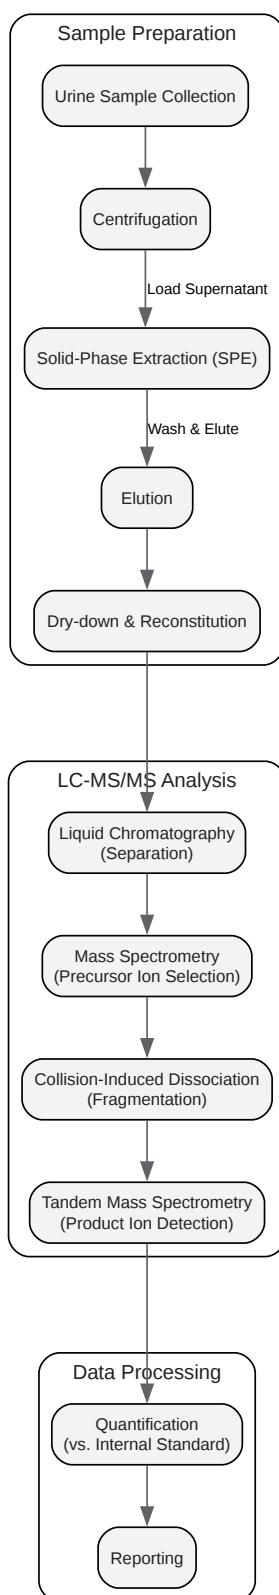 Sample Preparation
Urine Sample Collection
Centrifugation
Load Supernatant
Solid-Phase Extraction (SPE)
Wash & Elute
Elution
Dry-down & Reconstitution
LC-MS/MS Analysis
Liquid Chromatography
(Separation)
Mass Spectrometry
(Precursor Ion Selection)
Collision-Induced Dissociation
(Fragmentation)
Tandem Mass Spectrometry
(Product Ion Detection)
Data Processing
Quantification
(vs. Internal Standard)
Reporting